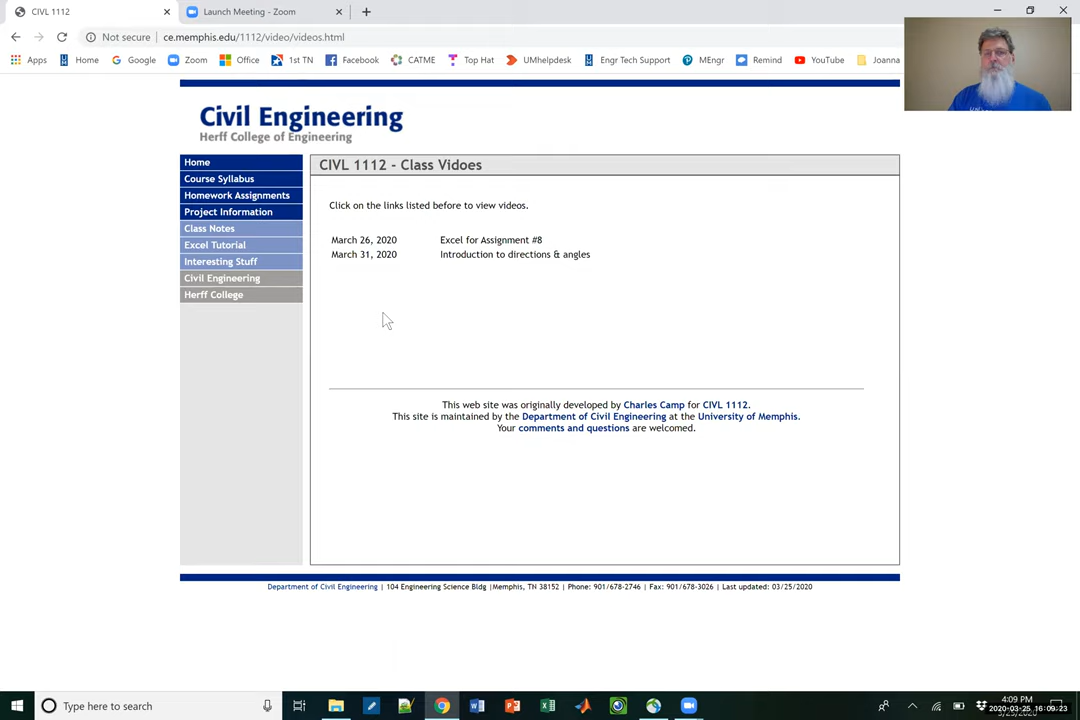 CIVL 1112
Launch Meeting - Zoom
Not secure | ce.memphis.edu/1112/video/videos.html
Apps Home Google Zoom Office 1st TN Facebook CATME Top Hat UMhelpdesk Engr Tech Support MEngr Remind YouTube Joanna
Civil Engineering
Herff College of Engineering
Home
Course Syllabus
Homework Assignments
Project Information
Class Notes
Excel Tutorial
Interesting Stuff
Civil Engineering
Herff College
CIVL 1112 - Class Vidoes
Click on the links listed before to view videos.
March 26, 2020 Excel for Assignment #8
March 31, 2020 Introduction to directions & angles
This web site was originally developed by Charles Camp for CIVL 1112.
This site is maintained by the Department of Civil Engineering at the University of Memphis.
Your comments and questions are welcomed.
Department of Civil Engineering | 104 Engineering Science Bldg |Memphis, TN 38152 | Phone: 901/678-2746 | Fax: 901/678-3026 | Last updated: 03/25/2020
Type here to search
4:09 PM
2020-03-25 16:09:23